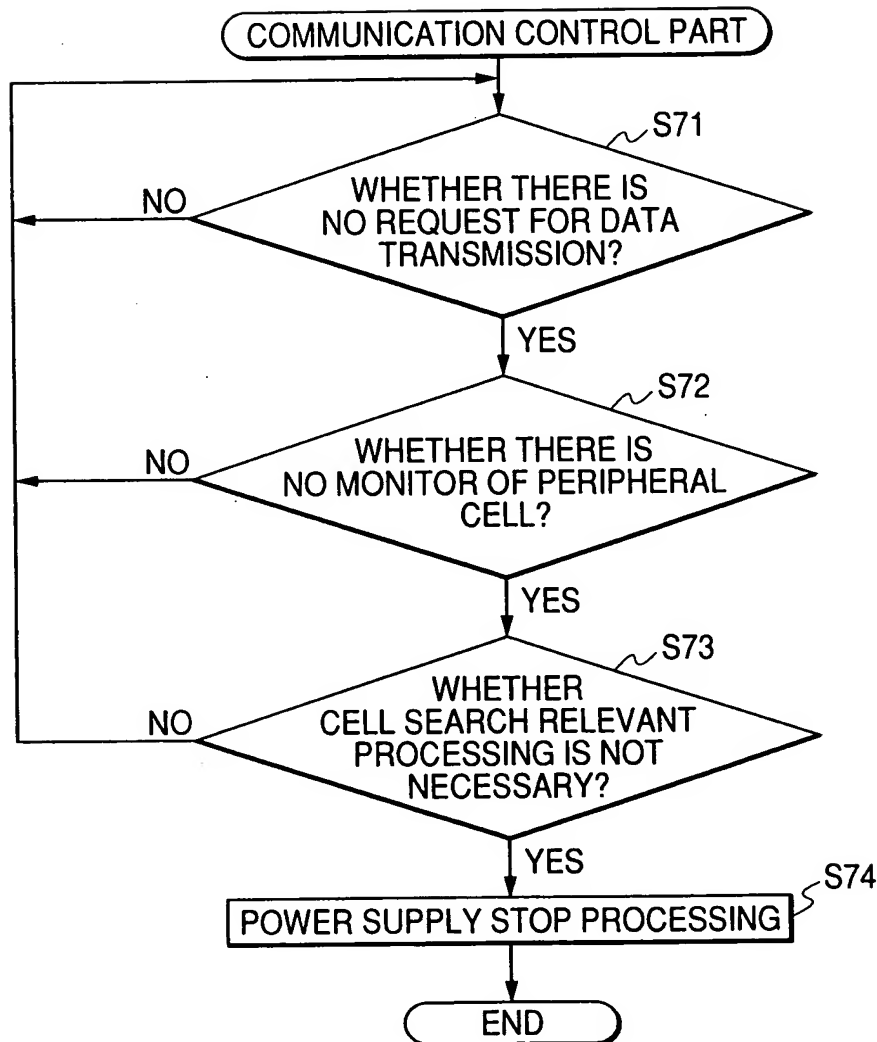 COMMUNICATION CONTROL PART
S71
WHETHER THERE IS
NO REQUEST FOR DATA
TRANSMISSION?
NO
YES
S72
WHETHER THERE IS
NO MONITOR OF PERIPHERAL
CELL?
NO
YES
S73
WHETHER
CELL SEARCH RELEVANT
PROCESSING IS NOT
NECESSARY?
NO
YES
S74
POWER SUPPLY STOP PROCESSING
END